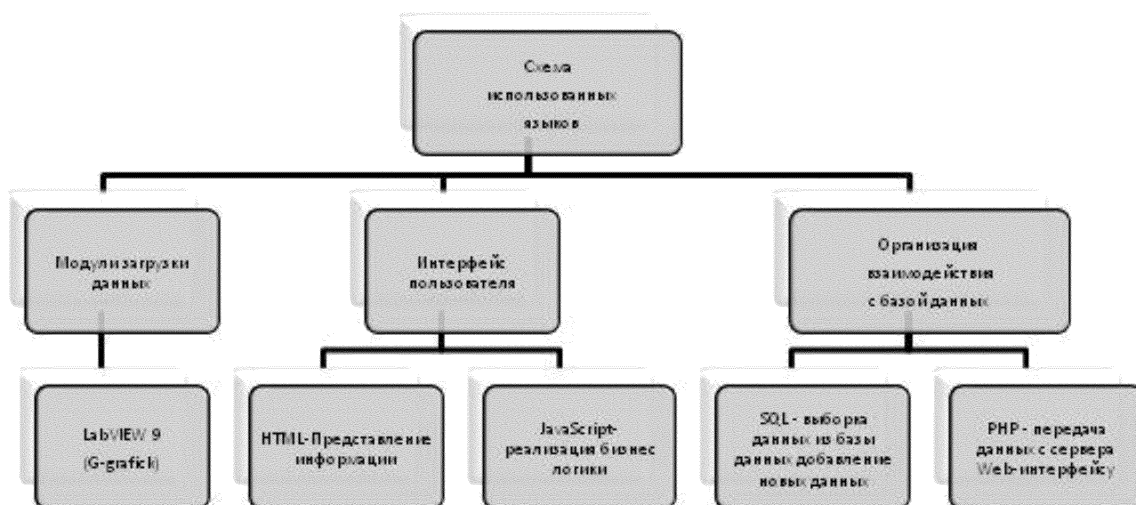 Схема
использованных
языков
Модули загрузки
данных
Интерфейс
пользователя
Организация
взаимодействия
с базой данных
LabVIEW 9
(G-grafick)
HTML-Представление
информации
JavaScript-
реализация бизнес
логики
SQL - выборка
данных из базы
данных добавление
новых данных
PHP - передача
данных с сервера
Web-интерфейсу